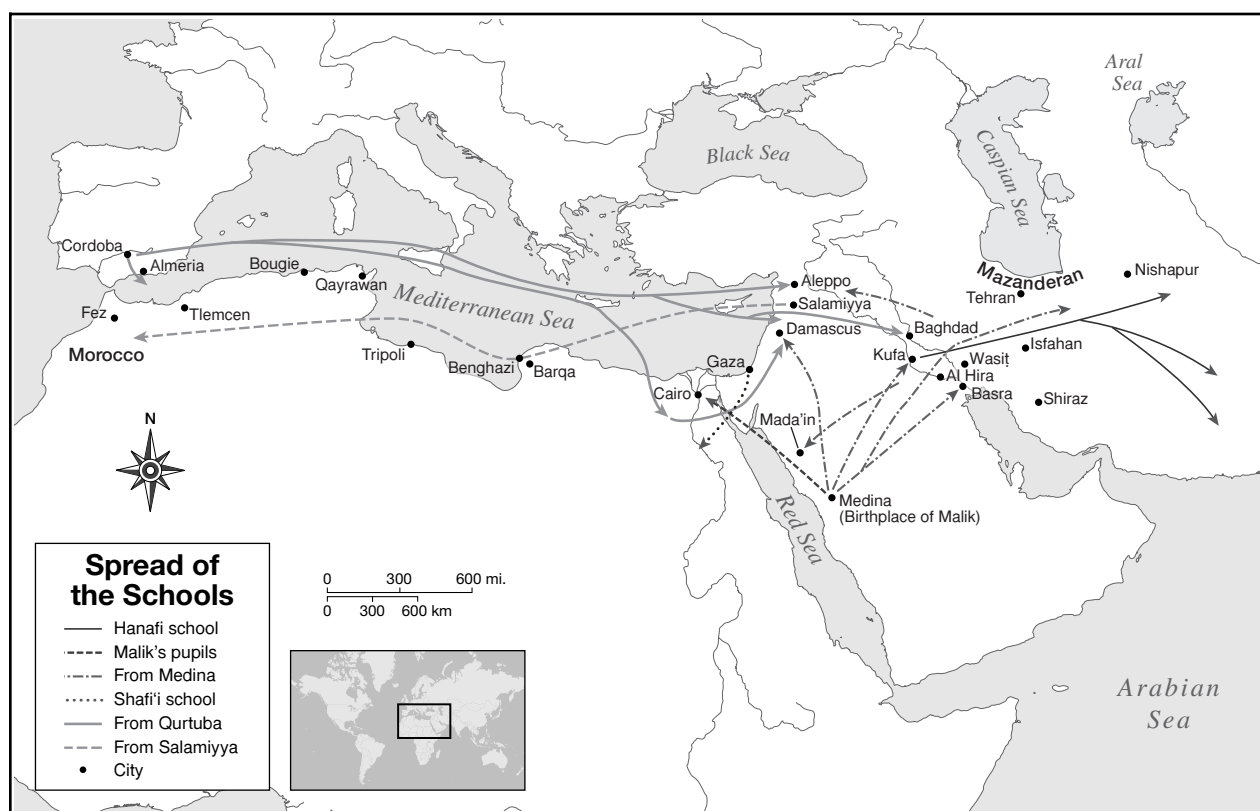 Aral
Sea
Black Sea
Caspian Sea
Cordoba
Almeria
Bougie
Qayrawan
Mediterranean Sea
Aleppo
Salamiyya
Mazanderan
Nishapur
Tehran
Fez
Tlemcen
Morocco
Tripoli
Benghazi
Barqa
Damascus
Baghdad
Gaza
Kufa
Wasiṭ
Isfahan
Al Hira
Cairo
Basra
Shiraz
Mada'in
N
Medina
(Birthplace of Malik)
Red Sea
Arabian
Sea
Spread of
the Schools
Hanafi school
Malik's pupils
From Medina
Shafi‘i school
From Qurtuba
From Salamiyya
City
0 300 600 mi.
0 300 600 km